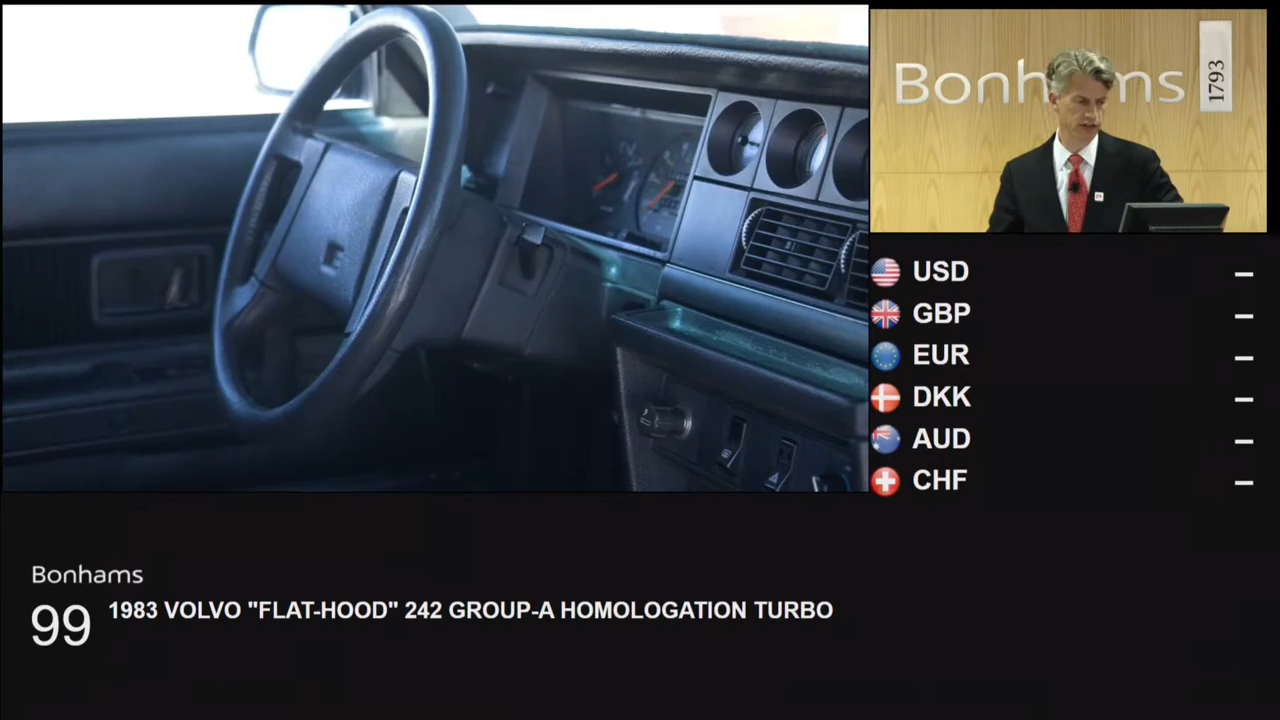 Bonhams
1793
USD –
GBP –
EUR –
DKK –
AUD –
CHF –
Bonhams
99
1983 VOLVO "FLAT-HOOD" 242 GROUP-A HOMOLOGATION TURBO